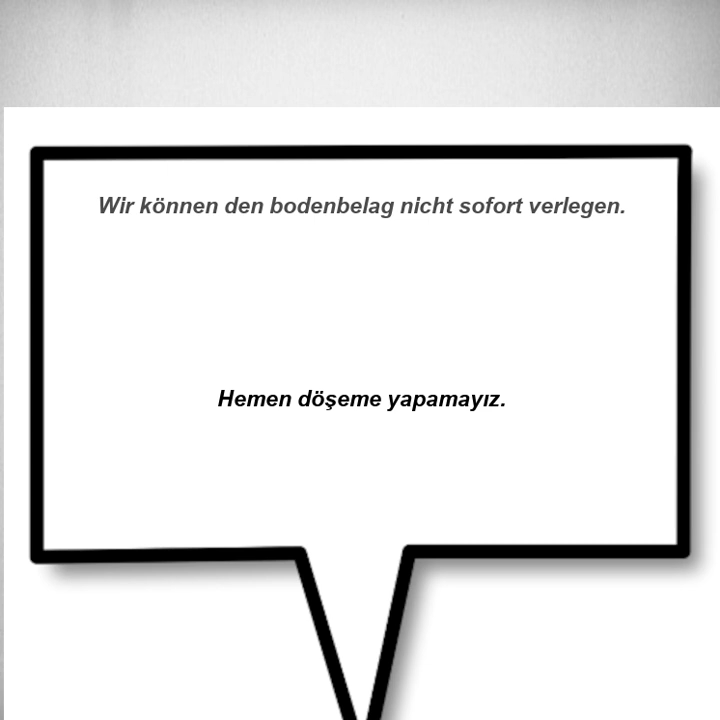 Wir können den bodenbelag nicht sofort verlegen.
Hemen döşeme yapamayız.